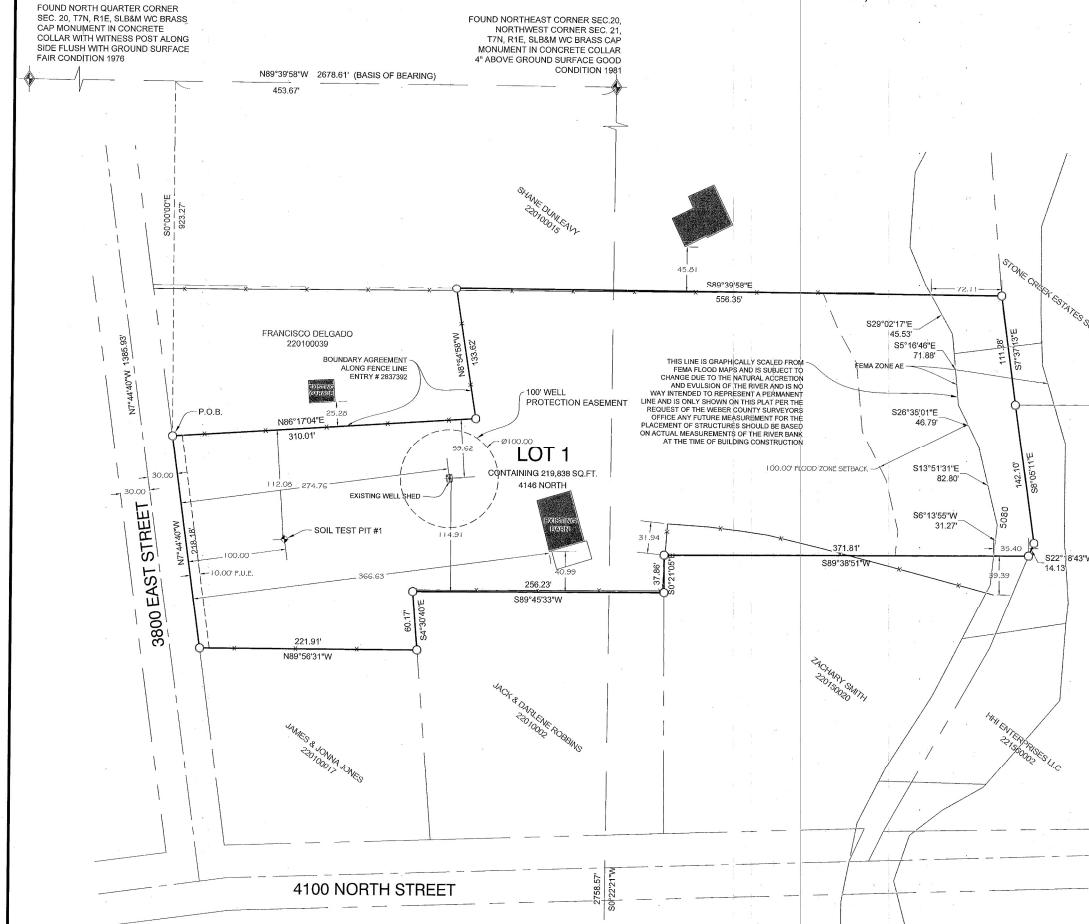 FOUND NORTH QUARTER CORNER
SEC. 20, T7N, R1E, SLB&M WC BRASS
CAP MONUMENT IN CONCRETE
COLLAR WITH WITNESS POST ALONG
SIDE FLUSH WITH GROUND SURFACE
FAIR CONDITION 1976
FOUND NORTHEAST CORNER SEC.20,
NORTHWEST CORNER SEC. 21,
T7N, R1E, SLB&M WC BRASS CAP
MONUMENT IN CONCRETE COLLAR
4" ABOVE GROUND SURFACE GOOD
CONDITION 1981
N89°39'58"W 2678.61' (BASIS OF BEARING)
453.67'
S0°00'00"E
923.27'
SHANE DUNLEAVY
220100015
45.81
S89°39'58"E
556.35'
72.11
STONE CREEK ESTATES
N7°44'40"W 1385.93'
FRANCISCO DELGADO
220100039
BOUNDARY AGREEMENT
ALONG FENCE LINE
ENTRY # 2837392
EXISTING
GARAGE
25.28
N8°54'58"W
133.62'
P.O.B.
N86°17'04"E
310.01'
100' WELL
PROTECTION EASEMENT
Ø100.00
59.62
LOT 1
CONTAINING 219,838 SQ.FT.
4146 NORTH
THIS LINE IS GRAPHICALLY SCALED FROM
FEMA FLOOD MAPS AND IS SUBJECT TO
CHANGE DUE TO THE NATURAL ACCRETION
AND EVULSION OF THE RIVER AND IS NO
WAY INTENDED TO REPRESENT A PERMANENT
LINE AND IS ONLY SHOWN ON THIS PLAT PER THE
REQUEST OF THE WEBER COUNTY SURVEYORS
OFFICE ANY FUTURE MEASUREMENT FOR THE
PLACEMENT OF STRUCTURES SHOULD BE BASED
ON ACTUAL MEASUREMENTS OF THE RIVER BANK
AT THE TIME OF BUILDING CONSTRUCTION
S29°02'17"E
45.53'
S5°16'46"E
71.88'
FEMA ZONE AE
S26°35'01"E
46.79'
100.00' FLOOD ZONE SETBACK
S13°51'31"E
82.80'
S6°13'55"W
31.27'
5080
111.28'
S7°37'13"E
142.10'
S8°05'11"E
30.00
30.00
112.08
274.76
EXISTING WELL SHED
EXISTING
BARN
SOIL TEST PIT #1
114.91
100.00
10.00' P.U.E.
366.63
40.99
31.94
371.81'
S89°38'51"W
35.40
39.39
14.13
37.86'
S0°21'05"E
256.23'
S89°45'33"W
60.17'
S4°30'40"E
N7°44'40"W
218.18'
3800 EAST STREET
221.91'
N89°56'31"W
JAMES & JONNA JONES
220100017
JACK & DARLENE ROBBINS
22010002
ZACHARY SMITH
220150020
HHI ENTERPRISES LLC
221560002
4100 NORTH STREET
2758.57'
S0°22'21"W